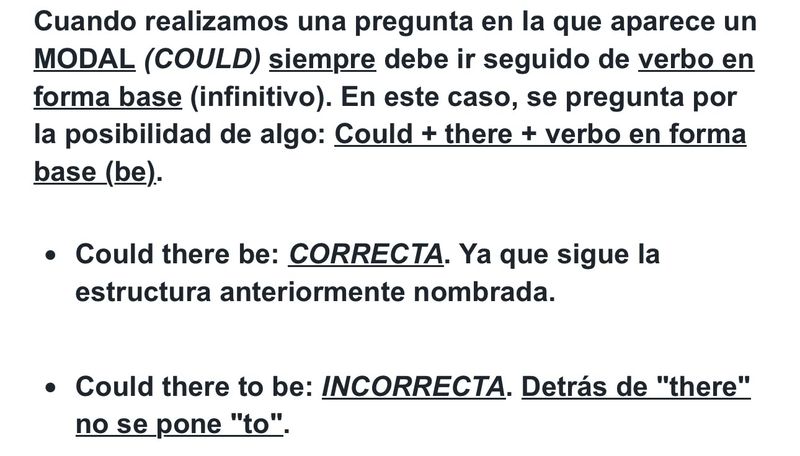 Cuando realizamos una pregunta en la que aparece un
MODAL (COULD) siempre debe ir seguido de verbo en
forma base (infinitivo). En este caso, se pregunta por
la posibilidad de algo: Could + there + verbo en forma
base (be).
• Could there be: CORRECTA. Ya que sigue la
estructura anteriormente nombrada.
• Could there to be: INCORRECTA. Detrás de "there"
no se pone "to".